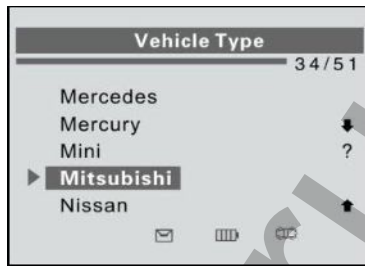 Vehicle Type
34/51
Mercedes
Mercury
Mini ?
Mitsubishi
Nissan